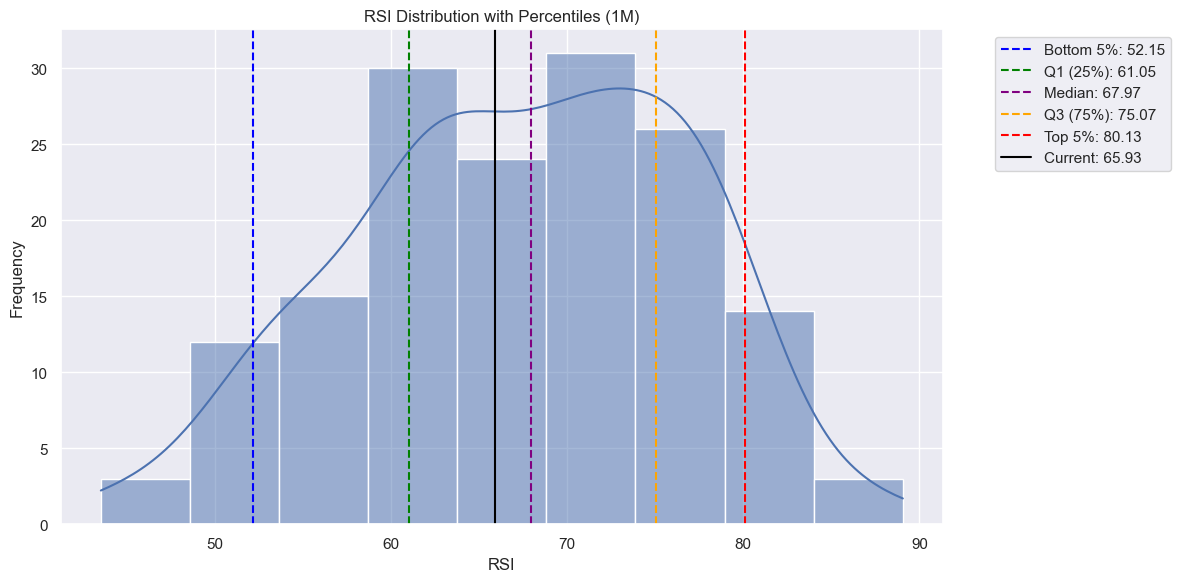 RSI Distribution with Percentiles (1M)
Bottom 5%: 52.15
Q1 (25%): 61.05
Median: 67.97
Q3 (75%): 75.07
Top 5%: 80.13
Current: 65.93
Frequency
30
25
20
15
10
5
0
50 60 70 80 90
RSI